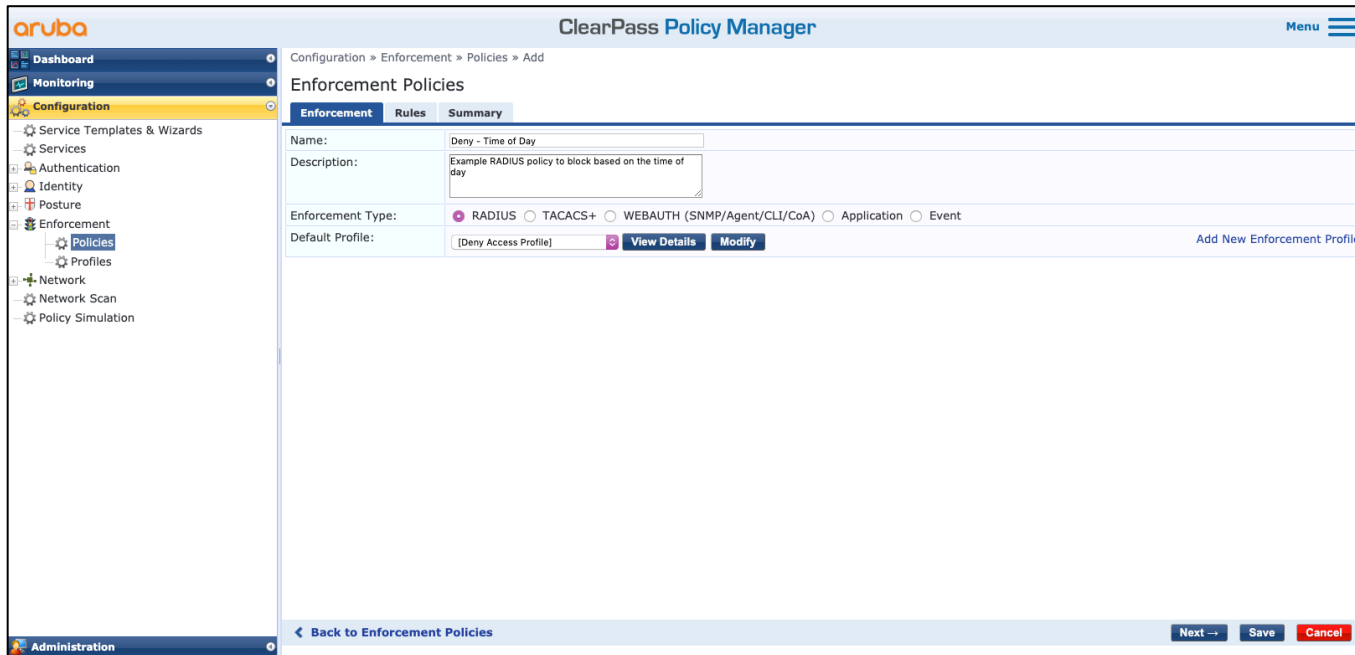 aruba
ClearPass Policy Manager
Menu
Dashboard
Monitoring
Configuration
Service Templates & Wizards
Services
Authentication
Identity
Posture
Enforcement
Policies
Profiles
Network
Network Scan
Policy Simulation
Administration
Configuration » Enforcement » Policies » Add
Enforcement Policies
Enforcement Rules Summary
Name: Deny - Time of Day
Description: Example RADIUS policy to block based on the time of
day
Enforcement Type: RADIUS TACACS+ WEBAUTH (SNMP/Agent/CLI/CoA) Application Event
Default Profile: [Deny Access Profile] View Details Modify Add New Enforcement Profile
Back to Enforcement Policies Next → Save Cancel